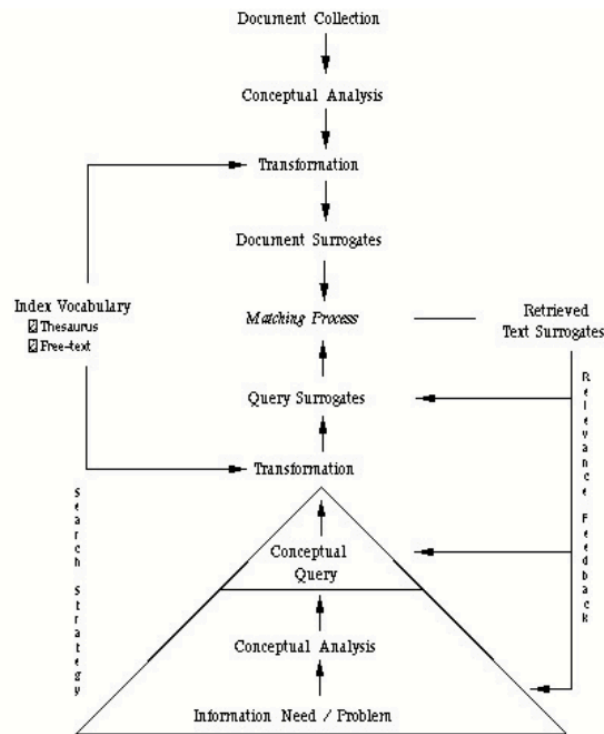 Document Collection
Conceptual Analysis
Transformation
Document Surrogates
Index Vocabulary
Thesaurus
Free-text
Matching Process
Retrieved
Text Surrogates
Query Surrogates
Transformation
Relevance Feedback
Search Strategy
Conceptual
Query
Conceptual Analysis
Information Need / Problem